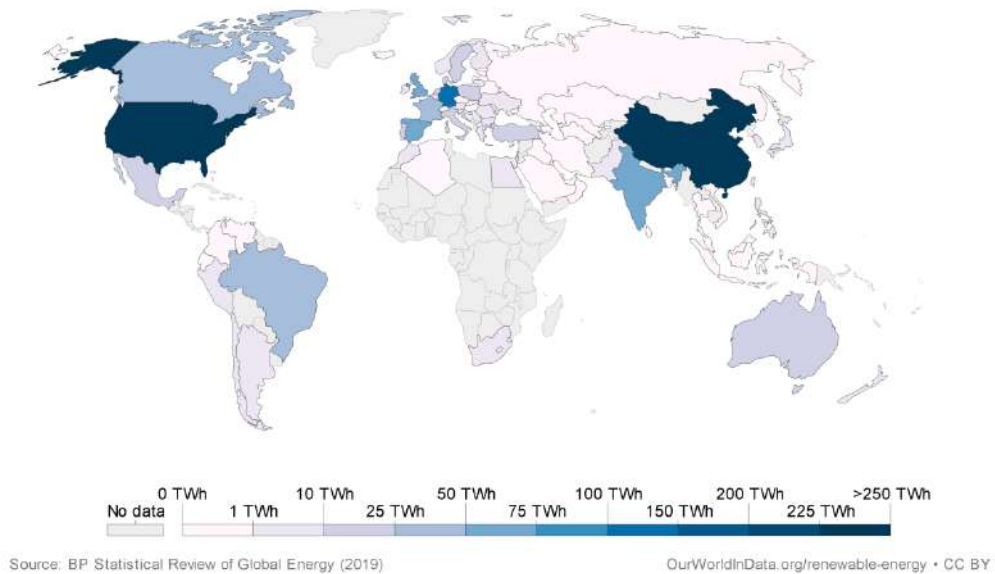 0 TWh 10 TWh 50 TWh 100 TWh 200 TWh >250 TWh
No data 1 TWh 25 TWh 75 TWh 150 TWh 225 TWh
Source: BP Statistical Review of Global Energy (2019) OurWorldInData.org/renewable-energy • CC BY